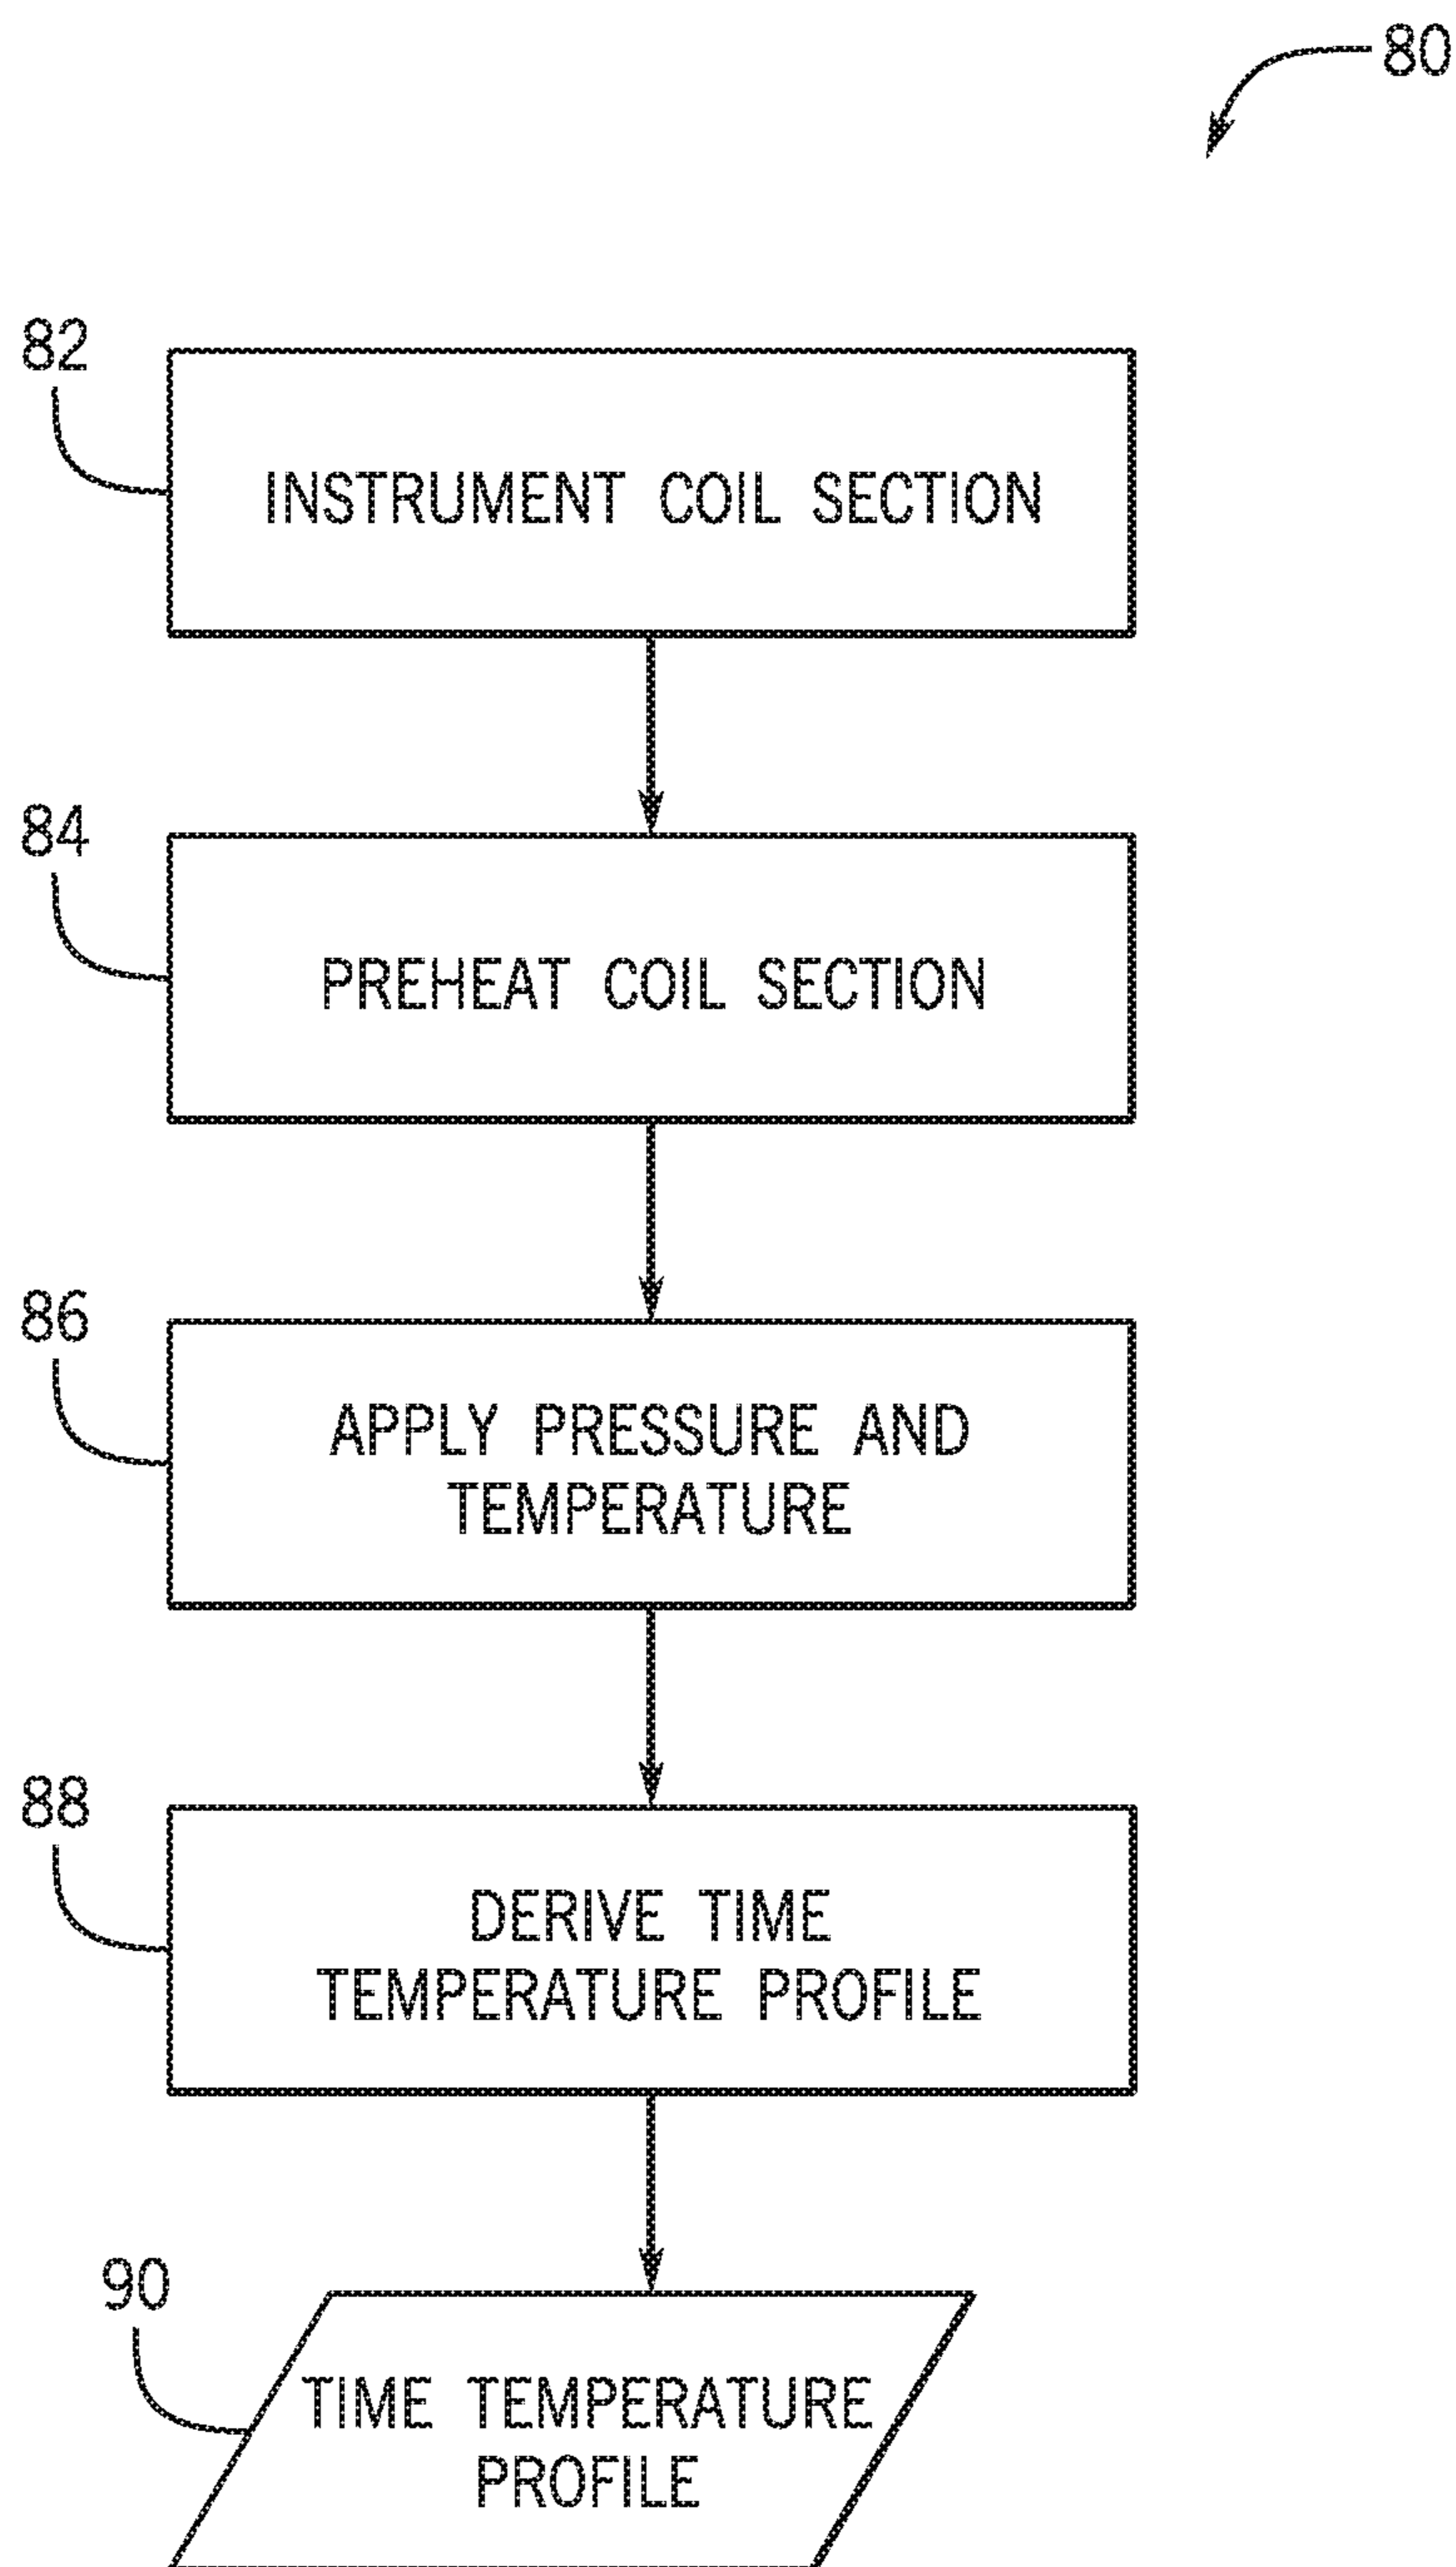 80
82
INSTRUMENT COIL SECTION
84
PREHEAT COIL SECTION
86
APPLY PRESSURE AND
TEMPERATURE
88
DERIVE TIME
TEMPERATURE PROFILE
90
TIME TEMPERATURE
PROFILE